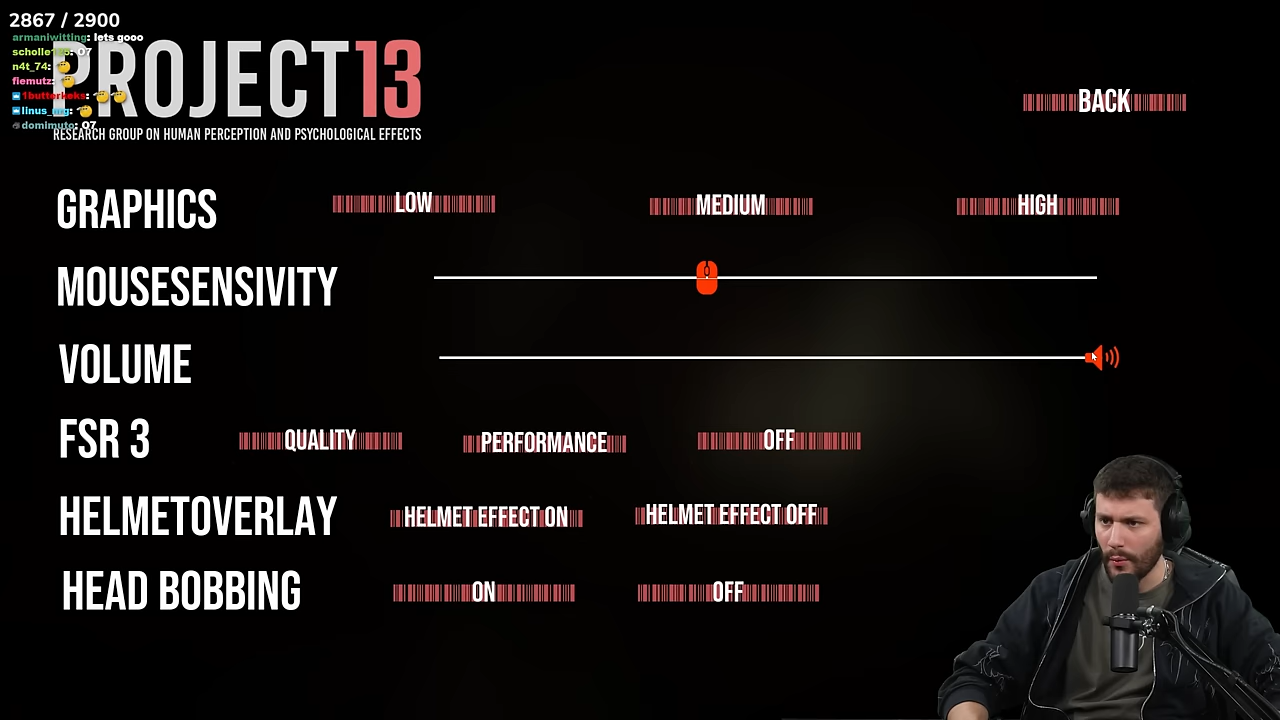 2867 / 2900
armaniwitting: lets gooo
n4t_74:
fiemutz:
domimuto: O7
PROJECT13
RESEARCH GROUP ON HUMAN PERCEPTION AND PSYCHOLOGICAL EFFECTS
BACK
GRAPHICS LOW MEDIUM HIGH
MOUSESENSIVITY
VOLUME
FSR 3 QUALITY PERFORMANCE OFF
HELMETOVERLAY HELMET EFFECT ON HELMET EFFECT OFF
HEAD BOBBING ON OFF